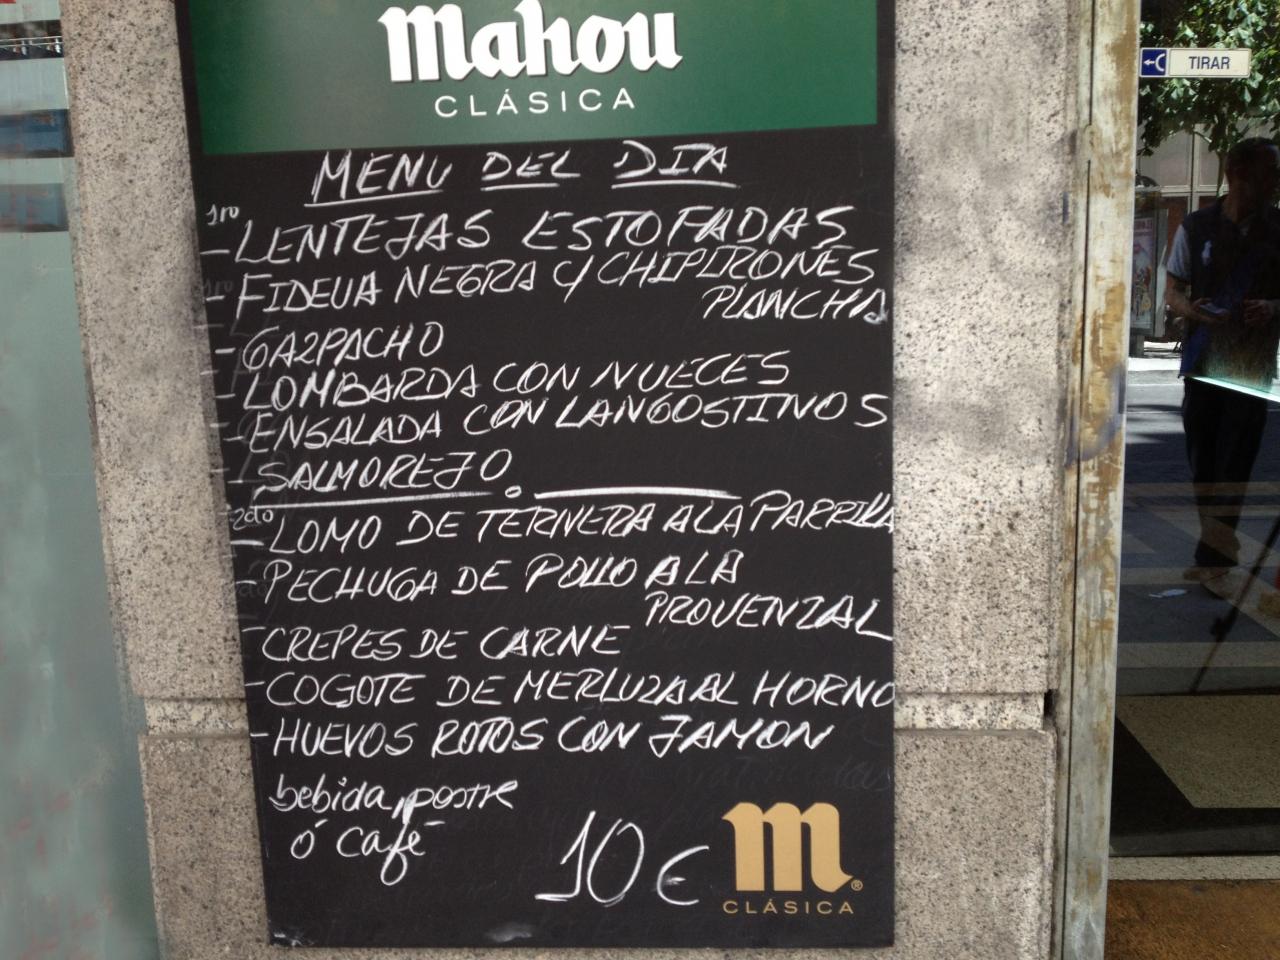 Mahou
CLÁSICA
TIRAR
MENU DEL DIA
1ro
-LENTEJAS ESTOFADAS
-FIDEUA NEGRA Y CHIPIRONES
PLANCHA
-GAZPACHO
-LOMBARDA CON NUECES
-ENSALADA CON LANGOSTINOS
-SALMOREJO
2do
-LOMO DE TERNERA A LA PARRILLA
-PECHUGA DE POLLO A LA
PROVENZAL
-CREPES DE CARNE
-COGOTE DE MERLUZA AL HORNO
-HUEVOS ROTOS CON JAMON
bebida, postre
ó café
10 €
m
CLÁSICA